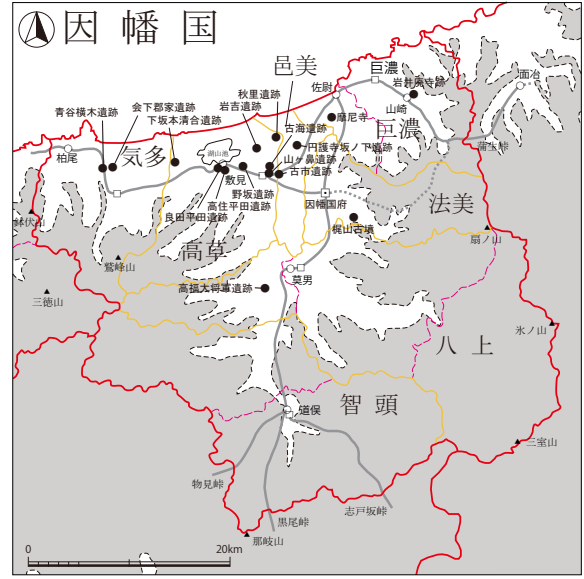 因幡国
邑美
巨濃
岩井廃寺跡
面冶
秋里遺跡
佐尉
会下郡家遺跡
岩吉遺跡
山崎
青谷横木遺跡
下坂本清合遺跡
古海遺跡
摩尼寺
巨濃
円護寺坂ノ下遺跡
蒲生峠
柏尾
気多
湖山池
山ヶ鼻遺跡
敷見
古市遺跡
野坂遺跡
高住平田遺跡
因幡国府
法美
良田平田遺跡
梶山古墳
鉢伏山
扇ノ山
高草
鷲峰山
莫男
三徳山
高福大将軍遺跡
氷ノ山
八上
智頭
道俣
三室山
物見峠
志戸坂峠
黒尾峠
那岐山
0
20km